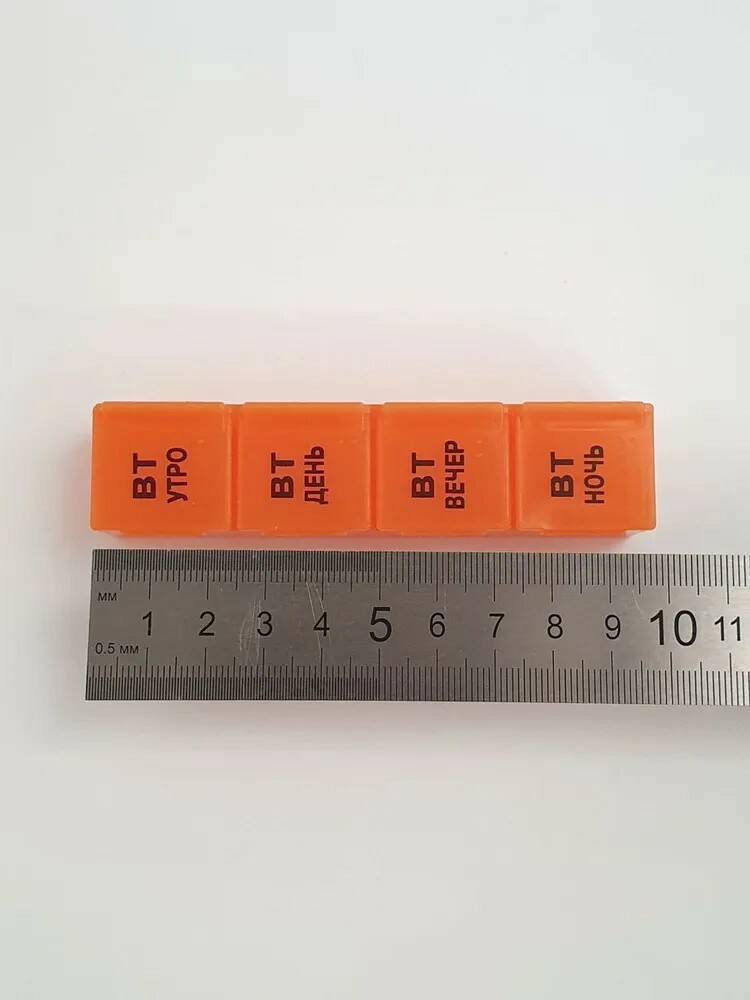 ВТ
УТРО
ВТ
ДЕНЬ
ВТ
ВЕЧЕР
ВТ
НОЧЬ
мм
1 2 3 4 5 6 7 8 9 10 11
0.5 мм